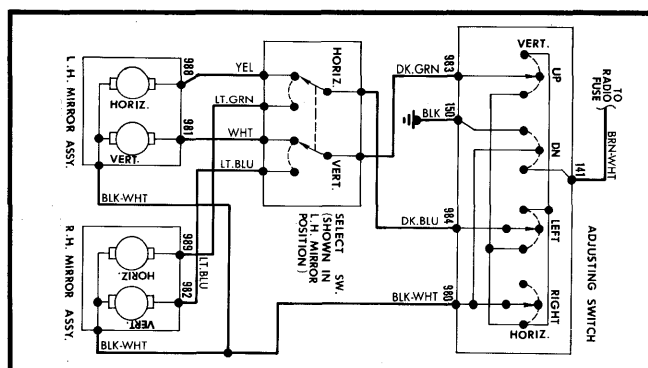 L.H. MIRROR ASSY.
988
HORIZ.
981
VERT.
BLK-WHT
R.H. MIRROR ASSY.
989
HORIZ.
982
VERT.
LT.BLU
BLK-WHT
YEL
LT.GRN
WHT
LT.BLU
HORIZ
VERT.
SELECT SW.
(SHOWN IN
L.H. MIRROR
POSITION)
DK.GRN
983
BLK
150
DK.BLU
984
BLK-WHT
980
VERT.
UP
DN
LEFT
RIGHT
HORIZ.
ADJUSTING SWITCH
141
TO
RADIO
FUSE
BRN-WHT